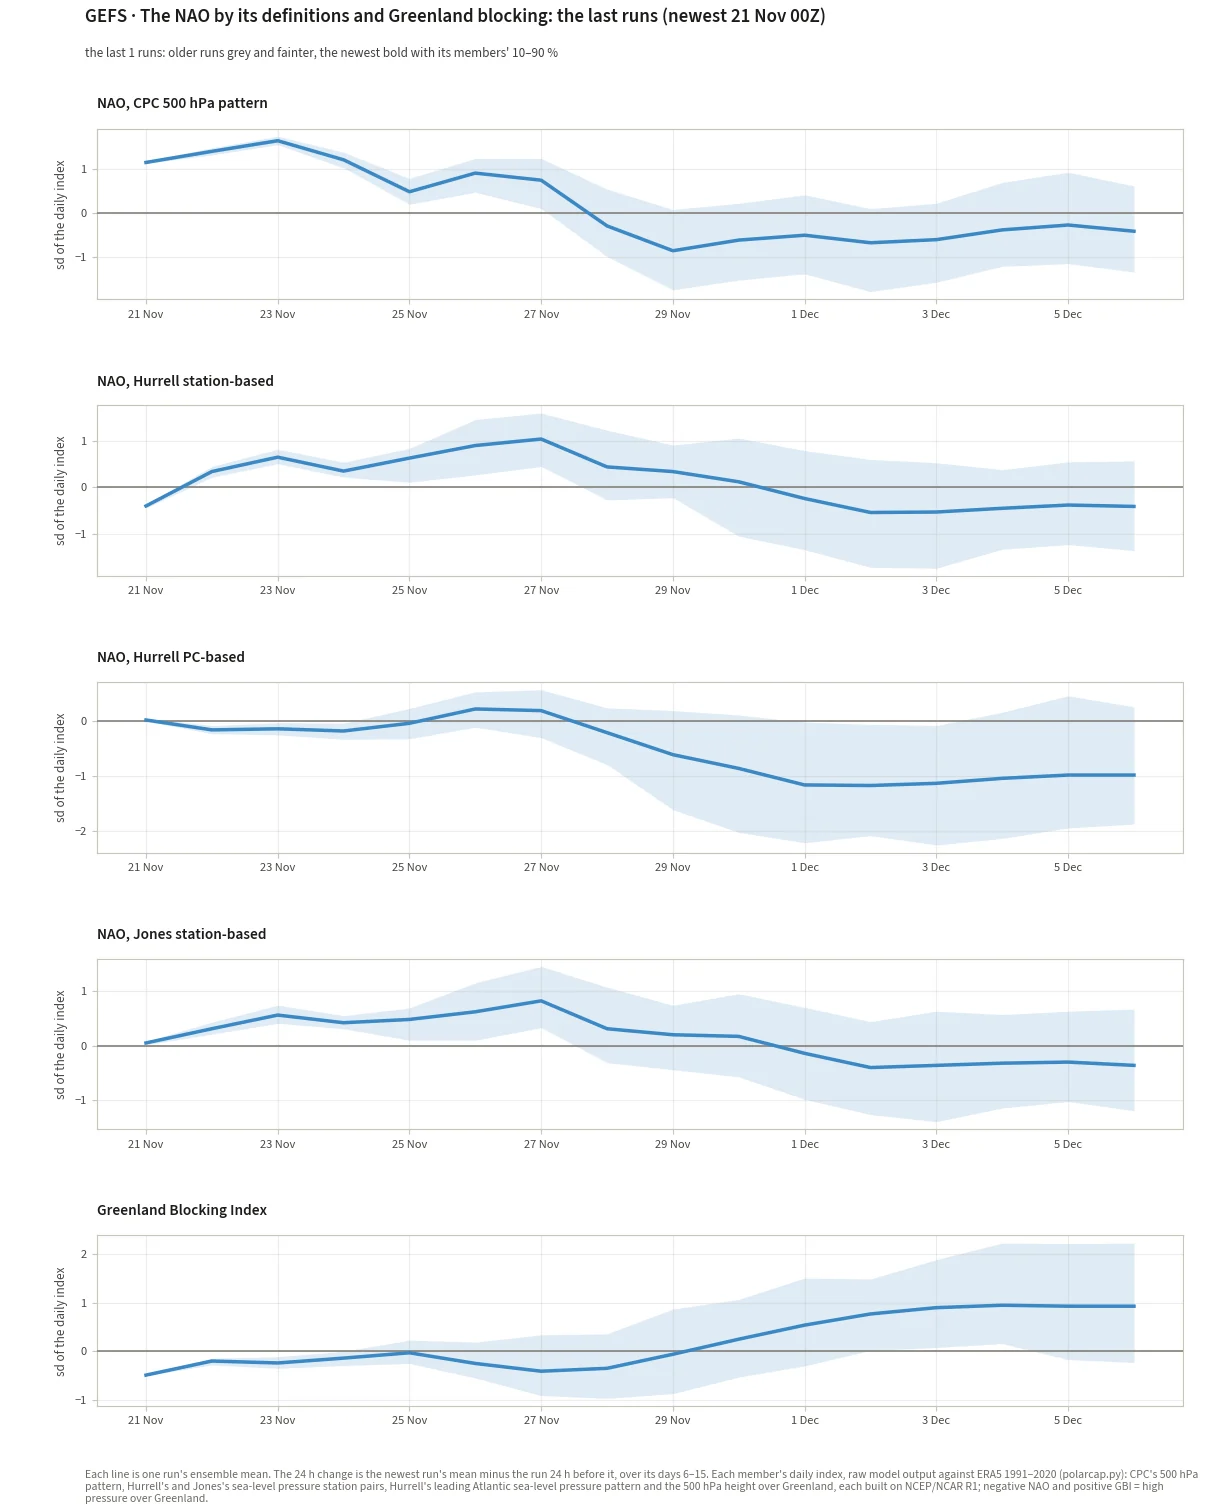 GEFS · The NAO by its definitions and Greenland blocking: the last runs (newest 21 Nov 00Z)
the last 1 runs: older runs grey and fainter, the newest bold with its members' 10–90 %
NAO, CPC 500 hPa pattern
sd of the daily index
1
0
−1
21 Nov 23 Nov 25 Nov 27 Nov 29 Nov 1 Dec 3 Dec 5 Dec
NAO, Hurrell station-based
sd of the daily index
1
0
−1
21 Nov 23 Nov 25 Nov 27 Nov 29 Nov 1 Dec 3 Dec 5 Dec
NAO, Hurrell PC-based
sd of the daily index
0
−1
−2
21 Nov 23 Nov 25 Nov 27 Nov 29 Nov 1 Dec 3 Dec 5 Dec
NAO, Jones station-based
sd of the daily index
1
0
−1
21 Nov 23 Nov 25 Nov 27 Nov 29 Nov 1 Dec 3 Dec 5 Dec
Greenland Blocking Index
sd of the daily index
2
1
0
−1
21 Nov 23 Nov 25 Nov 27 Nov 29 Nov 1 Dec 3 Dec 5 Dec
Each line is one run's ensemble mean. The 24 h change is the newest run's mean minus the run 24 h before it, over its days 6–15. Each member's daily index, raw model output against ERA5 1991–2020 (polarcap.py): CPC's 500 hPa
pattern, Hurrell's and Jones's sea-level pressure station pairs, Hurrell's leading Atlantic sea-level pressure pattern and the 500 hPa height over Greenland, each built on NCEP/NCAR R1; negative NAO and positive GBI = high
pressure over Greenland.